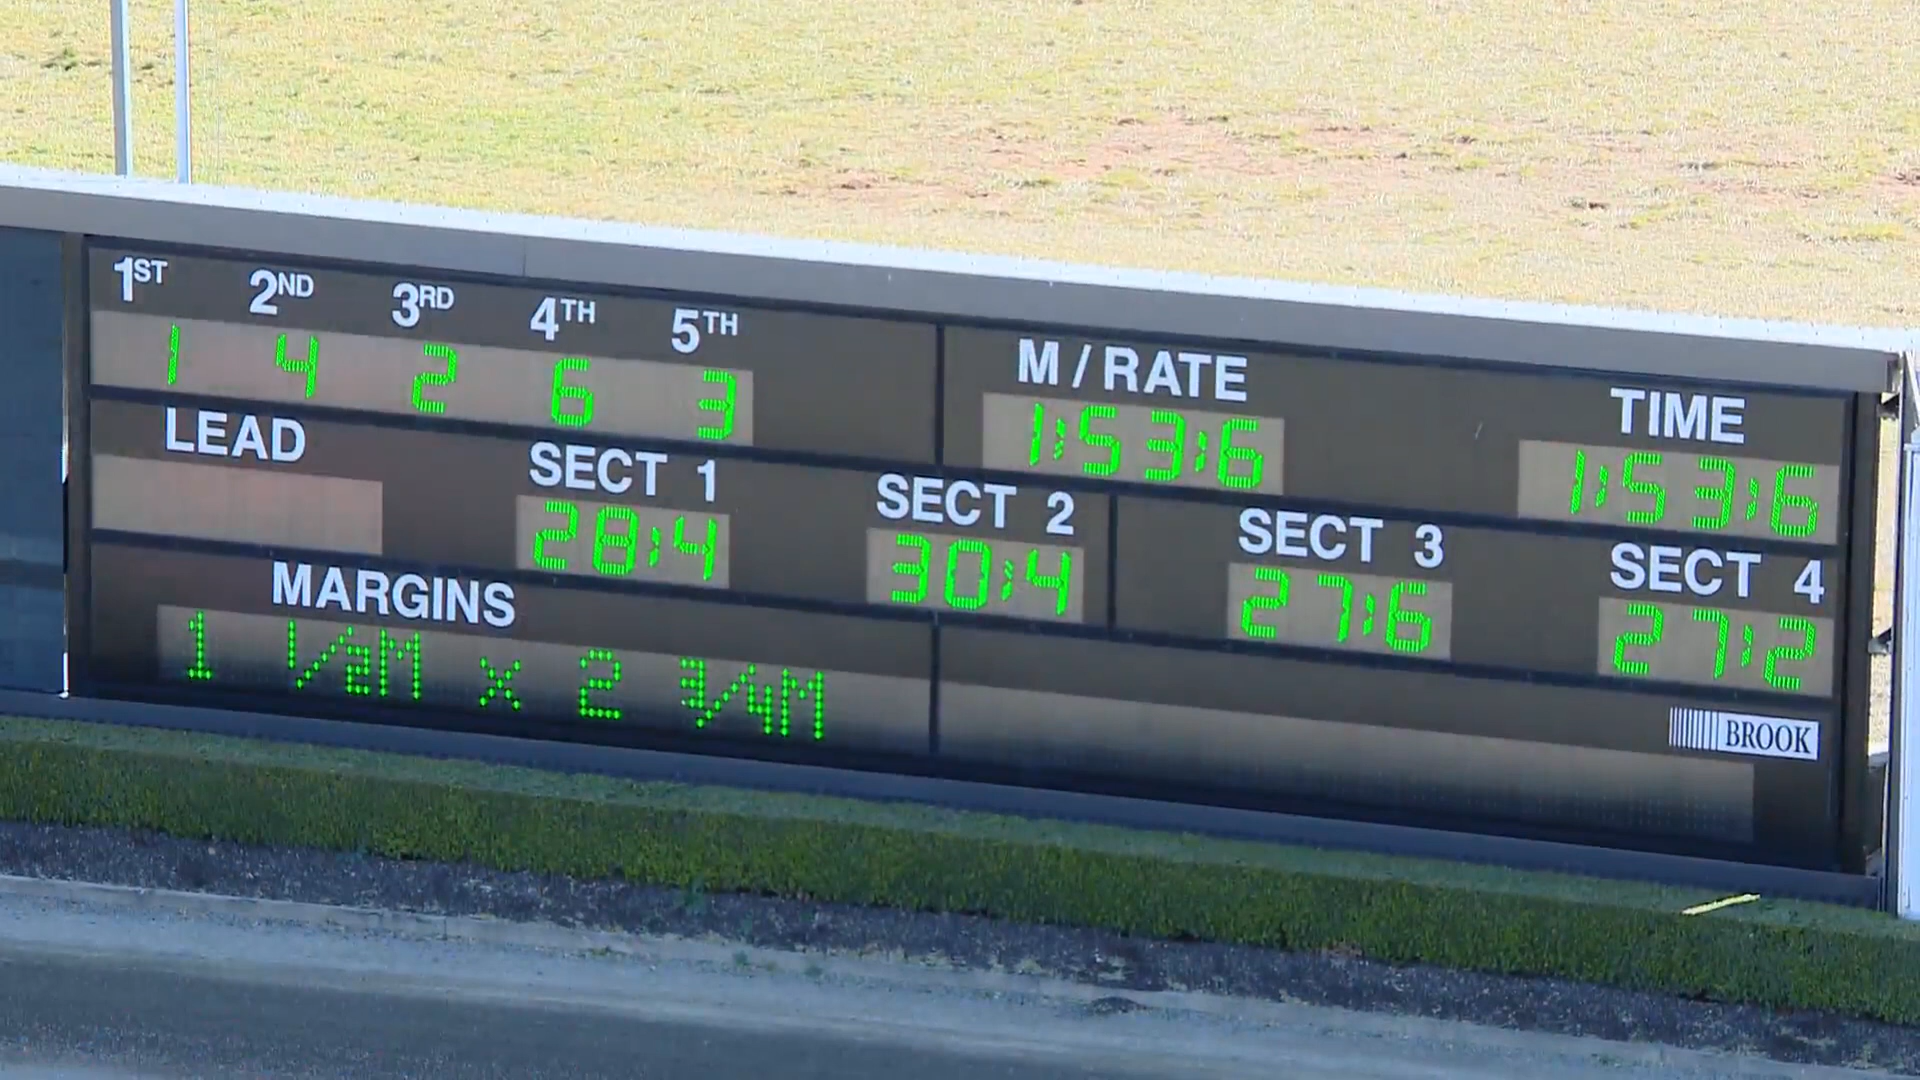 1ST 2ND 3RD 4TH 5TH
1 4 2 6 3
M/RATE
1:53:6
TIME
1:53:6
LEAD
SECT 1
28:4
SECT 2
30:4
SECT 3
27:6
SECT 4
27:2
MARGINS
1 1/2M x 2 3/4M
BROOK